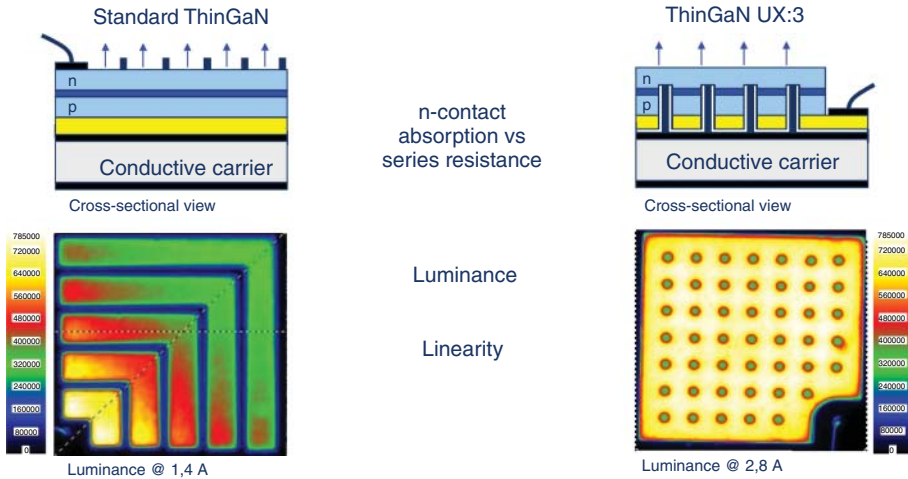 Standard ThinGaN
n
p
Conductive carrier
Cross-sectional view
785000
720000
640000
560000
480000
400000
320000
240000
160000
80000
0
Luminance @ 1,4 A
n-contact
absorption vs
series resistance
Luminance
Linearity
ThinGaN UX:3
n
p
Conductive carrier
Cross-sectional view
785000
720000
640000
560000
480000
400000
320000
240000
160000
80000
0
Luminance @ 2,8 A